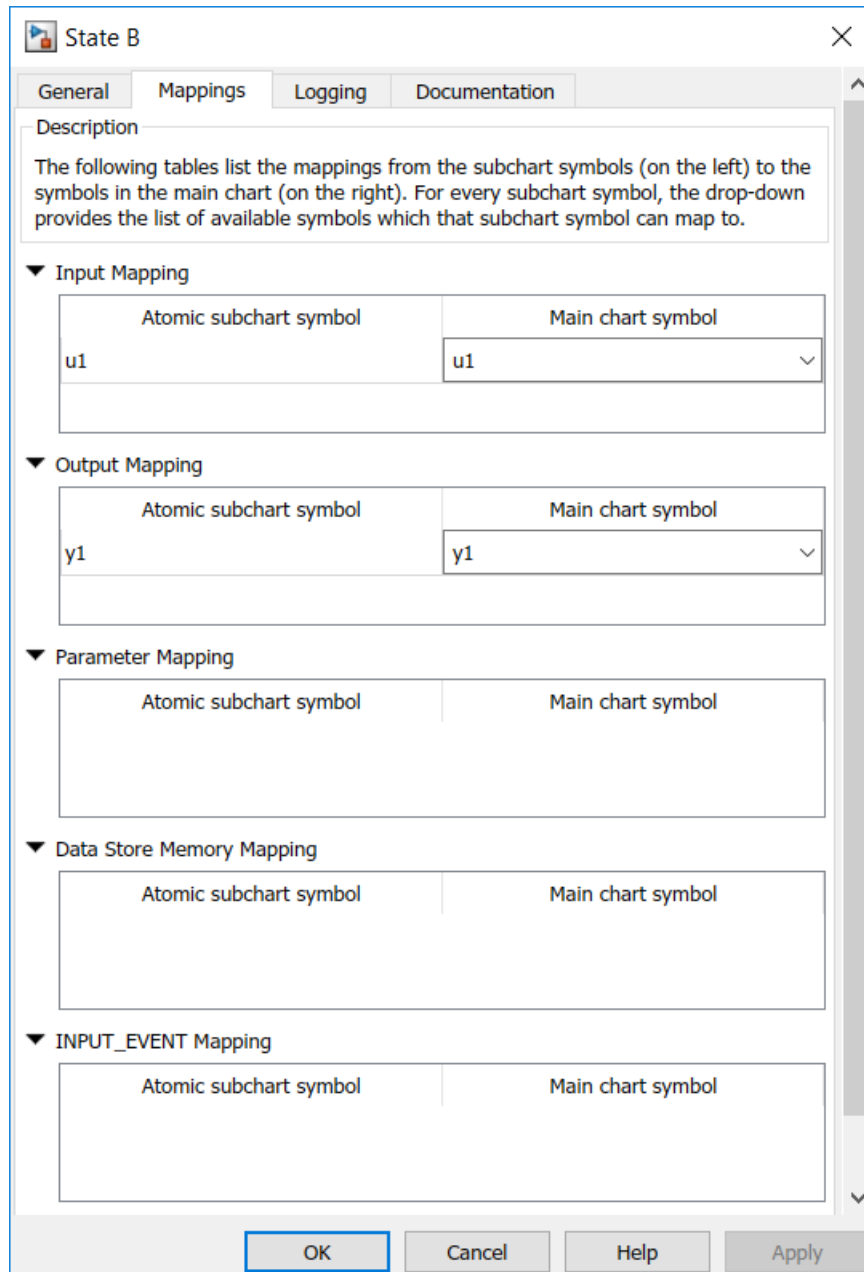 State B
General Mappings Logging Documentation
Description
The following tables list the mappings from the subchart symbols (on the left) to the
symbols in the main chart (on the right). For every subchart symbol, the drop-down
provides the list of available symbols which that subchart symbol can map to.
Input Mapping
Atomic subchart symbol Main chart symbol
u1 u1
Output Mapping
Atomic subchart symbol Main chart symbol
y1 y1
Parameter Mapping
Atomic subchart symbol Main chart symbol
Data Store Memory Mapping
Atomic subchart symbol Main chart symbol
INPUT_EVENT Mapping
Atomic subchart symbol Main chart symbol
OK Cancel Help Apply